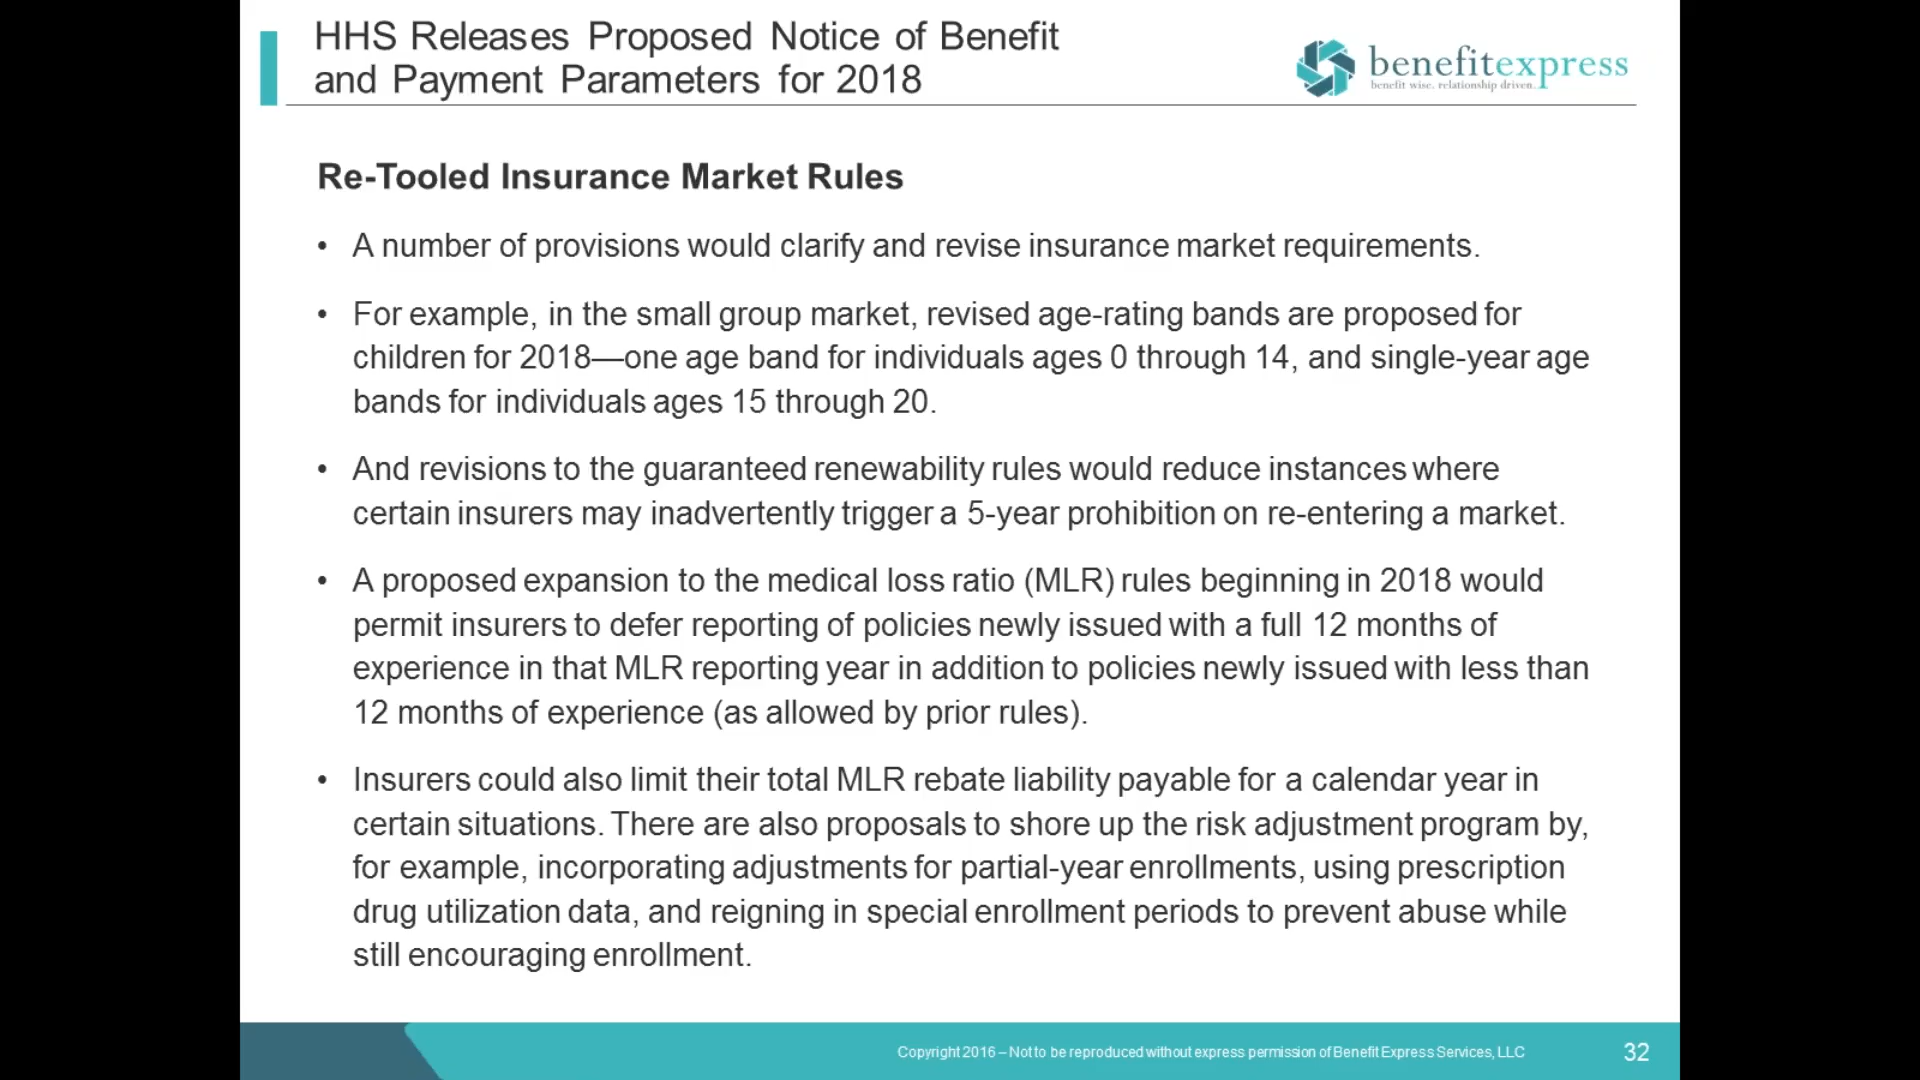 HHS Releases Proposed Notice of Benefit
and Payment Parameters for 2018
benefitexpress
benefit wise. relationship driven.
Re-Tooled Insurance Market Rules
• A number of provisions would clarify and revise insurance market requirements.
• For example, in the small group market, revised age-rating bands are proposed for
children for 2018—one age band for individuals ages 0 through 14, and single-year age
bands for individuals ages 15 through 20.
• And revisions to the guaranteed renewability rules would reduce instances where
certain insurers may inadvertently trigger a 5-year prohibition on re-entering a market.
• A proposed expansion to the medical loss ratio (MLR) rules beginning in 2018 would
permit insurers to defer reporting of policies newly issued with a full 12 months of
experience in that MLR reporting year in addition to policies newly issued with less than
12 months of experience (as allowed by prior rules).
• Insurers could also limit their total MLR rebate liability payable for a calendar year in
certain situations. There are also proposals to shore up the risk adjustment program by,
for example, incorporating adjustments for partial-year enrollments, using prescription
drug utilization data, and reigning in special enrollment periods to prevent abuse while
still encouraging enrollment.
Copyright 2016 – Not to be reproduced without express permission of Benefit Express Services, LLC
32